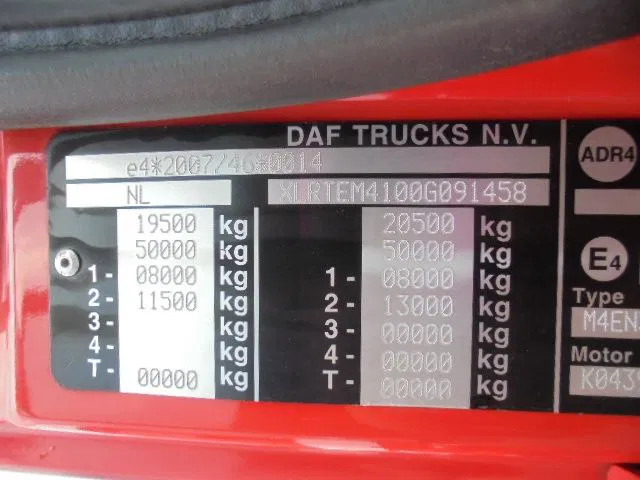 DAF TRUCKS N.V.
e4*2007/46*0014
NL XLRTEM4100G091458
19500 kg 20500 kg
50000 kg 50000 kg
1- 08000 kg 1- 08000 kg
2- 11500 kg 2- 13000 kg
3- kg 3- 00000 kg
4- kg 4- 00000 kg
T- 00000 kg T- 00000 kg
ADR4
E4
Type
M4EN
Motor
K0439